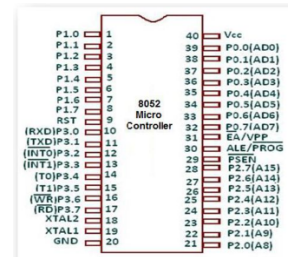 P1.0 1 40 Vcc
P1.1 2 39 P0.0(AD0)
P1.2 3 38 P0.1(AD1)
P1.3 4 37 P0.2(AD2)
P1.4 5 36 P0.3(AD3)
P1.5 6 35 P0.4(AD4)
P1.6 7 34 P0.5(AD5)
P1.7 8 33 P0.6(AD6)
RST 9 32 P0.7(AD7)
(RXD)P3.0 10 31 EA/VPP
(TXD)P3.1 11 30 ALE/PROG
(INT0)P3.2 12 29 PSEN
(INT1)P3.3 13 28 P2.7(A15)
(T0)P3.4 14 27 P2.6(A14)
(T1)P3.5 15 26 P2.5(A13)
(WR)P3.6 16 25 P2.4(A12)
(RD)P3.7 17 24 P2.3(A11)
XTAL2 18 23 P2.2(A10)
XTAL1 19 22 P2.1(A9)
GND 20 21 P2.0(A8)
8052
Micro
Controller